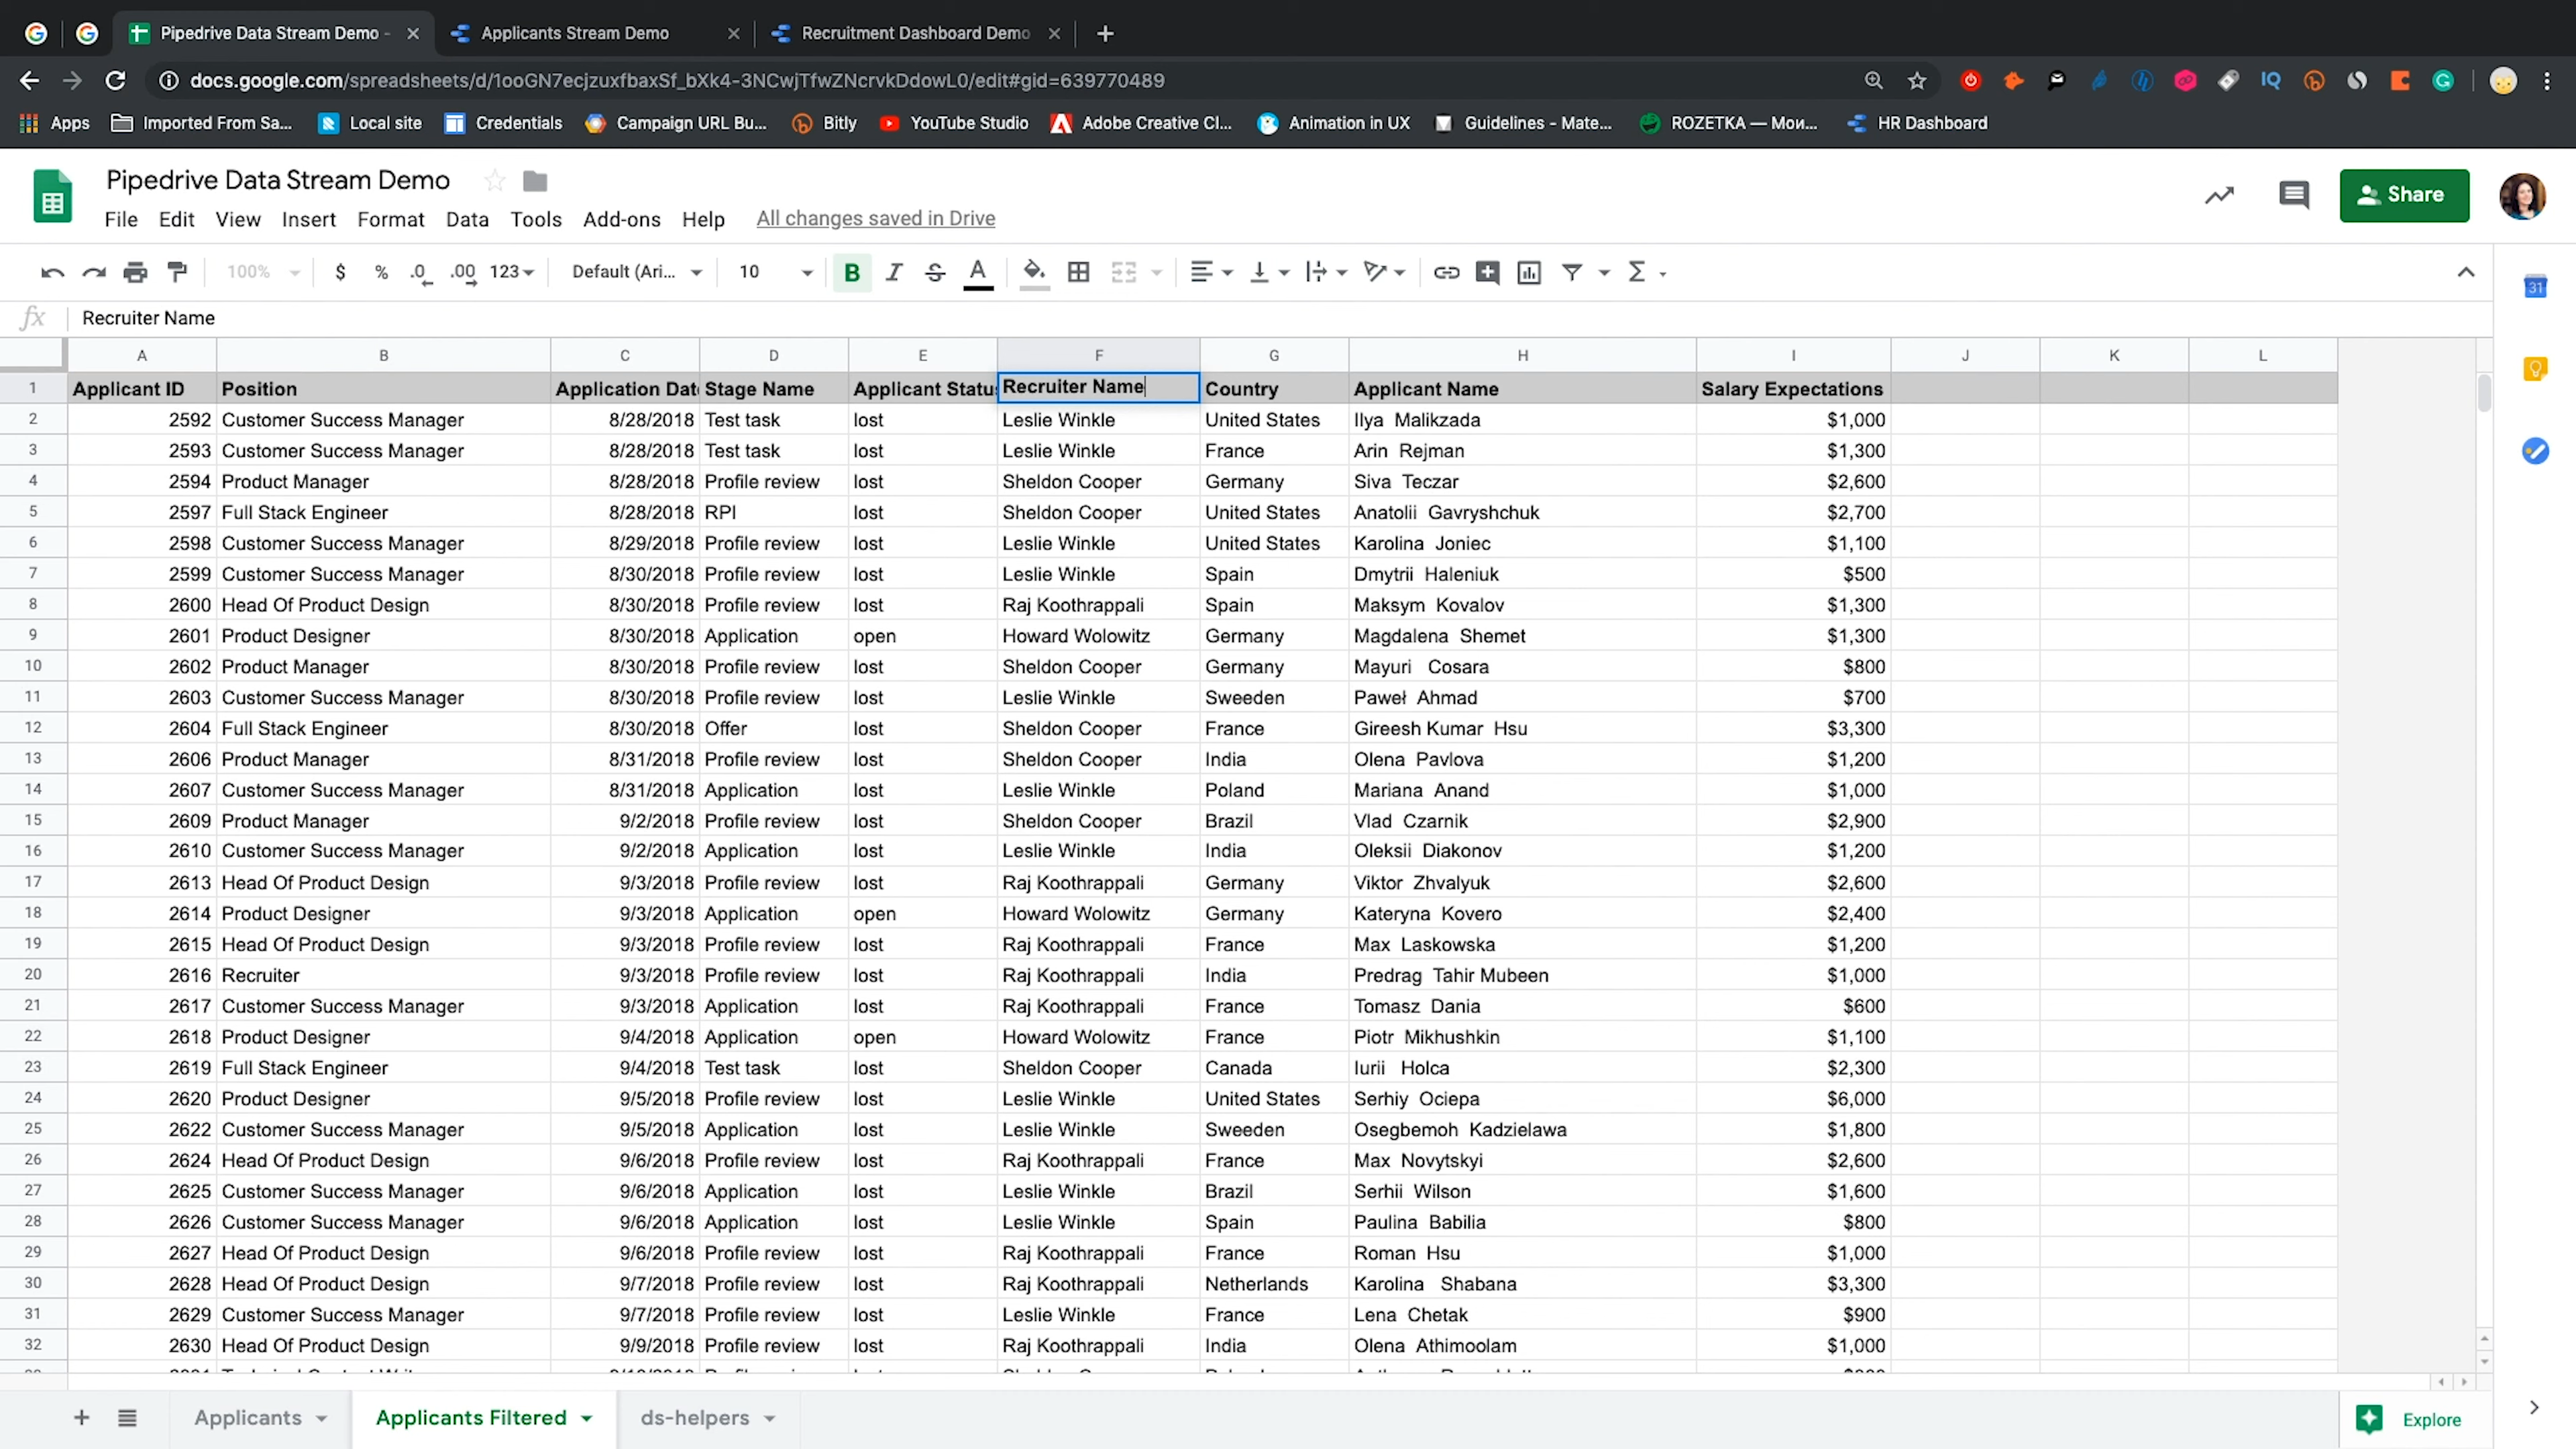 Pipedrive Data Stream Demo -
Applicants Stream Demo
Recruitment Dashboard Demo
docs.google.com/spreadsheets/d/1ooGN7ecjzuxfbaxSf_bXk4-3NCwjTfwZNcrvkDdowL0/edit#gid=639770489
Apps Imported From Sa... Local site Credentials Campaign URL Bu... Bitly YouTube Studio Adobe Creative Cl... Animation in UX Guidelines - Mate... ROZETKA — Мои... HR Dashboard
Pipedrive Data Stream Demo
Share
File Edit View Insert Format Data Tools Add-ons Help All changes saved in Drive
100% $ % .0 .00 123 Default (Ari... 10 B I S A Σ
31
fx Recruiter Name
A B C D E F G H I J K L
1 Applicant ID Position Application Dat Stage Name Applicant Statu Recruiter Name Country Applicant Name Salary Expectations
2 2592 Customer Success Manager 8/28/2018 Test task lost Leslie Winkle United States Ilya Malikzada $1,000
3 2593 Customer Success Manager 8/28/2018 Test task lost Leslie Winkle France Arin Rejman $1,300
4 2594 Product Manager 8/28/2018 Profile review lost Sheldon Cooper Germany Siva Teczar $2,600
5 2597 Full Stack Engineer 8/28/2018 RPI lost Sheldon Cooper United States Anatolii Gavryshchuk $2,700
6 2598 Customer Success Manager 8/29/2018 Profile review lost Leslie Winkle United States Karolina Joniec $1,100
7 2599 Customer Success Manager 8/30/2018 Profile review lost Leslie Winkle Spain Dmytrii Haleniuk $500
8 2600 Head Of Product Design 8/30/2018 Profile review lost Raj Koothrappali Spain Maksym Kovalov $1,300
9 2601 Product Designer 8/30/2018 Application open Howard Wolowitz Germany Magdalena Shemet $1,300
10 2602 Product Manager 8/30/2018 Profile review lost Sheldon Cooper Germany Mayuri Cosara $800
11 2603 Customer Success Manager 8/30/2018 Profile review lost Leslie Winkle Sweeden Paweł Ahmad $700
12 2604 Full Stack Engineer 8/30/2018 Offer lost Sheldon Cooper France Gireesh Kumar Hsu $3,300
13 2606 Product Manager 8/31/2018 Profile review lost Sheldon Cooper India Olena Pavlova $1,200
14 2607 Customer Success Manager 8/31/2018 Application lost Leslie Winkle Poland Mariana Anand $1,000
15 2609 Product Manager 9/2/2018 Profile review lost Sheldon Cooper Brazil Vlad Czarnik $2,900
16 2610 Customer Success Manager 9/2/2018 Application lost Leslie Winkle India Oleksii Diakonov $1,200
17 2613 Head Of Product Design 9/3/2018 Profile review lost Raj Koothrappali Germany Viktor Zhvalyuk $2,600
18 2614 Product Designer 9/3/2018 Application open Howard Wolowitz Germany Kateryna Kovero $2,400
19 2615 Head Of Product Design 9/3/2018 Profile review lost Raj Koothrappali France Max Laskowska $1,200
20 2616 Recruiter 9/3/2018 Profile review lost Raj Koothrappali India Predrag Tahir Mubeen $1,000
21 2617 Customer Success Manager 9/3/2018 Application lost Raj Koothrappali France Tomasz Dania $600
22 2618 Product Designer 9/4/2018 Application open Howard Wolowitz France Piotr Mikhushkin $1,100
23 2619 Full Stack Engineer 9/4/2018 Test task lost Sheldon Cooper Canada Iurii Holca $2,300
24 2620 Product Designer 9/5/2018 Profile review lost Leslie Winkle United States Serhiy Ociepa $6,000
25 2622 Customer Success Manager 9/5/2018 Application lost Leslie Winkle Sweeden Osegbemoh Kadzielawa $1,800
26 2624 Head Of Product Design 9/6/2018 Profile review lost Raj Koothrappali France Max Novytskyi $2,600
27 2625 Customer Success Manager 9/6/2018 Application lost Leslie Winkle Brazil Serhii Wilson $1,600
28 2626 Customer Success Manager 9/6/2018 Application lost Leslie Winkle Spain Paulina Babilia $800
29 2627 Head Of Product Design 9/6/2018 Profile review lost Raj Koothrappali France Roman Hsu $1,000
30 2628 Head Of Product Design 9/7/2018 Profile review lost Raj Koothrappali Netherlands Karolina Shabana $3,300
31 2629 Customer Success Manager 9/7/2018 Profile review lost Leslie Winkle France Lena Chetak $900
32 2630 Head Of Product Design 9/9/2018 Profile review lost Raj Koothrappali India Olena Athimoolam $1,000
Applicants Applicants Filtered ds-helpers Explore